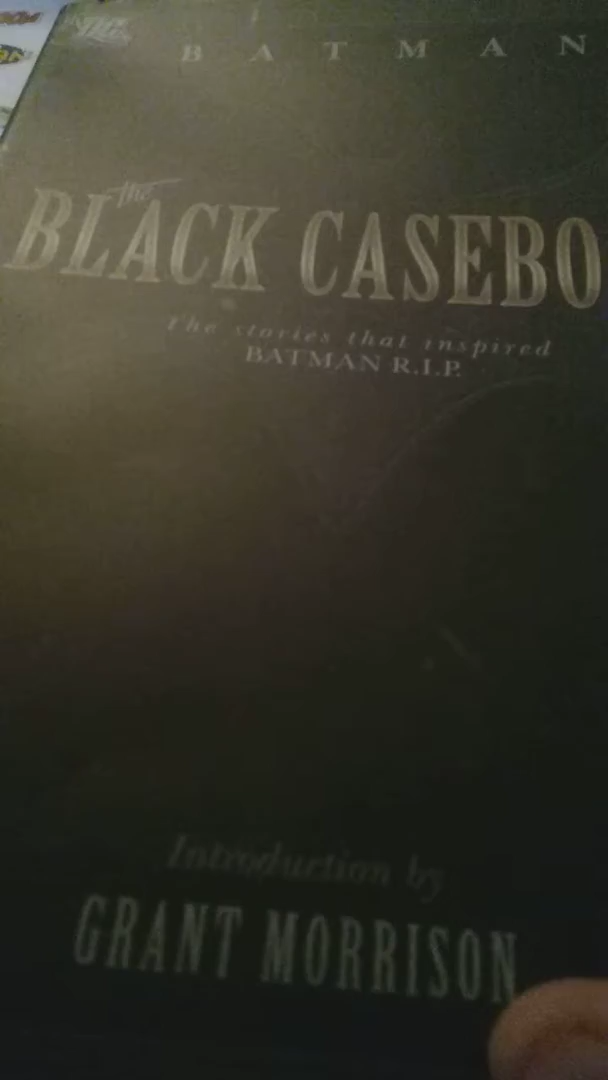 BATMAN
the
BLACK CASEBO
the stories that inspired
BATMAN R.I.P.
Introduction by
GRANT MORRISON